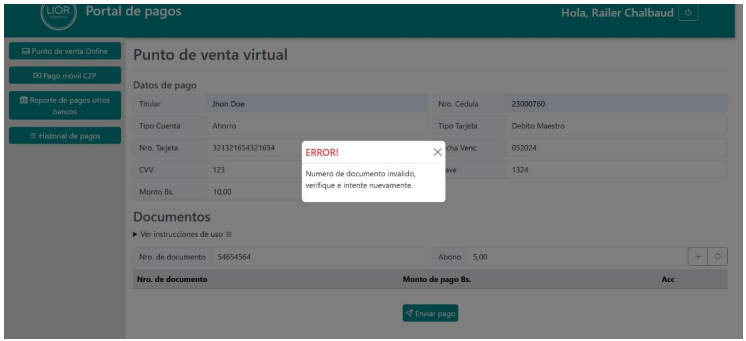 LIOR
Portal de pagos
Hola, Railer Chalbaud
Punto de venta Online
Pago móvil C2P
Reporte de pagos otros
bancos
Historial de pagos
Punto de venta virtual
Datos de pago
Titular Jhon Doe Nro. Cédula 23000760
Tipo Cuenta Ahorro Tipo Tarjeta Debito Maestro
Nro. Tarjeta 321321654321654 cha Venc. 052024
CVV 123 ave 1324
Monto Bs. 10,00
ERROR!
Numero de documento invalido,
verifique e intente nuevamente.
Documentos
Ver instrucciones de uso
Nro. de documento 54654564 Abono 5,00
Nro. de documento Monto de pago Bs. Acc
Enviar pago